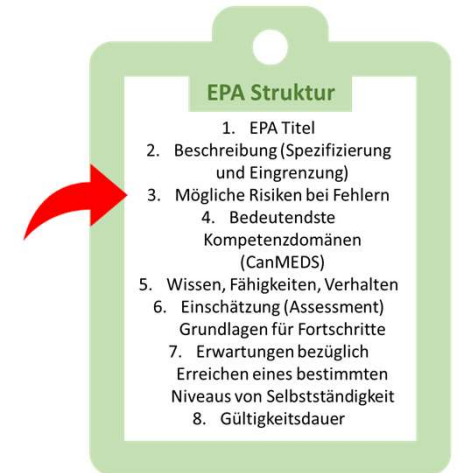 EPA Struktur
1. EPA Titel
2. Beschreibung (Spezifizierung
und Eingrenzung)
3. Mögliche Risiken bei Fehlern
4. Bedeutendste
Kompetenzdomänen
(CanMEDS)
5. Wissen, Fähigkeiten, Verhalten
6. Einschätzung (Assessment)
Grundlagen für Fortschritte
7. Erwartungen bezüglich
Erreichen eines bestimmten
Niveaus von Selbstständigkeit
8. Gültigkeitsdauer